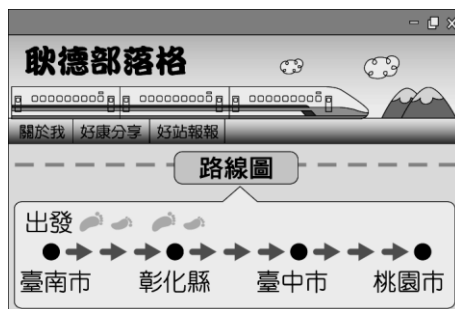 耿德部落格
關於我 好康分享 好站報報
路線圖
出發
臺南市 彰化縣 臺中市 桃園市